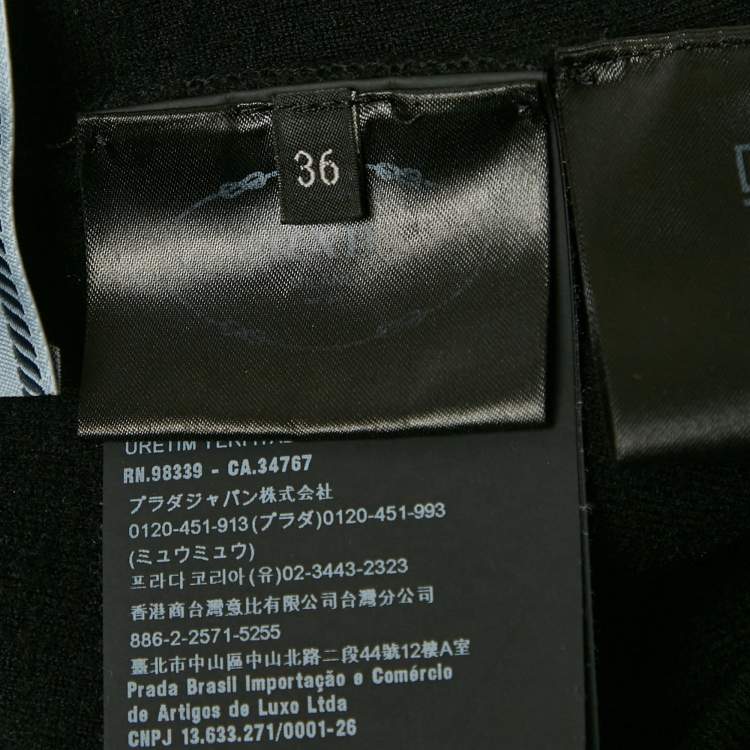 36
RN.98339 - CA.34767
プラダジャパン株式会社
0120-451-913(プラダ)0120-451-993
(ミュウミュウ)
프라다코리아(유)02-3443-2323
香港商台灣意比有限公司台灣分公司
886-2-2571-5255
臺北市中山區中山北路二段44號12樓A室
Prada Brasil Importação e Comércio
de Artigos de Luxo Ltda
CNPJ 13.633.271/0001-26